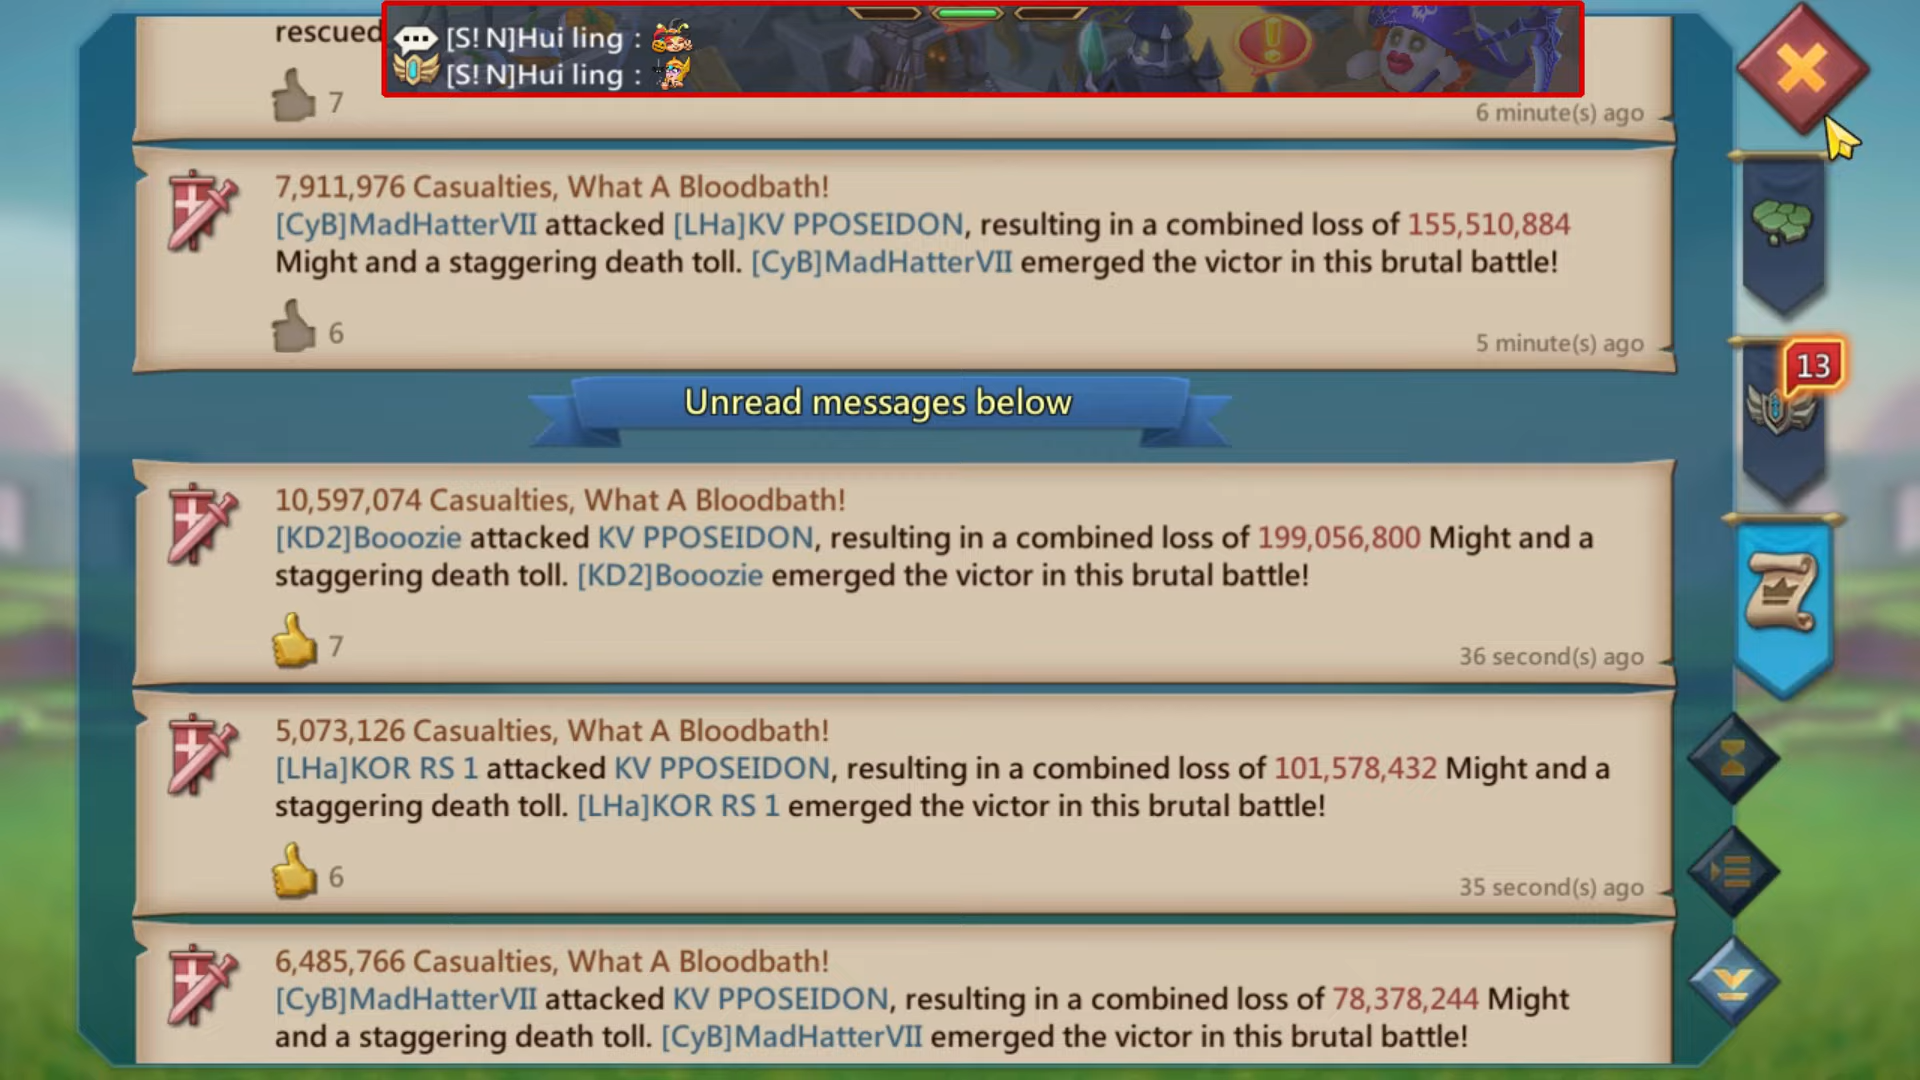 rescued
[S! N]Hui ling :
[S! N]Hui ling :
7
6 minute(s) ago
7,911,976 Casualties, What A Bloodbath!
[CyB]MadHatterVII attacked [LHa]KV PPOSEIDON, resulting in a combined loss of 155,510,884
Might and a staggering death toll. [CyB]MadHatterVII emerged the victor in this brutal battle!
6
5 minute(s) ago
13
Unread messages below
10,597,074 Casualties, What A Bloodbath!
[KD2]Booozie attacked KV PPOSEIDON, resulting in a combined loss of 199,056,800 Might and a
staggering death toll. [KD2]Booozie emerged the victor in this brutal battle!
7
36 second(s) ago
5,073,126 Casualties, What A Bloodbath!
[LHa]KOR RS 1 attacked KV PPOSEIDON, resulting in a combined loss of 101,578,432 Might and a
staggering death toll. [LHa]KOR RS 1 emerged the victor in this brutal battle!
6
35 second(s) ago
6,485,766 Casualties, What A Bloodbath!
[CyB]MadHatterVII attacked KV PPOSEIDON, resulting in a combined loss of 78,378,244 Might
and a staggering death toll. [CyB]MadHatterVII emerged the victor in this brutal battle!